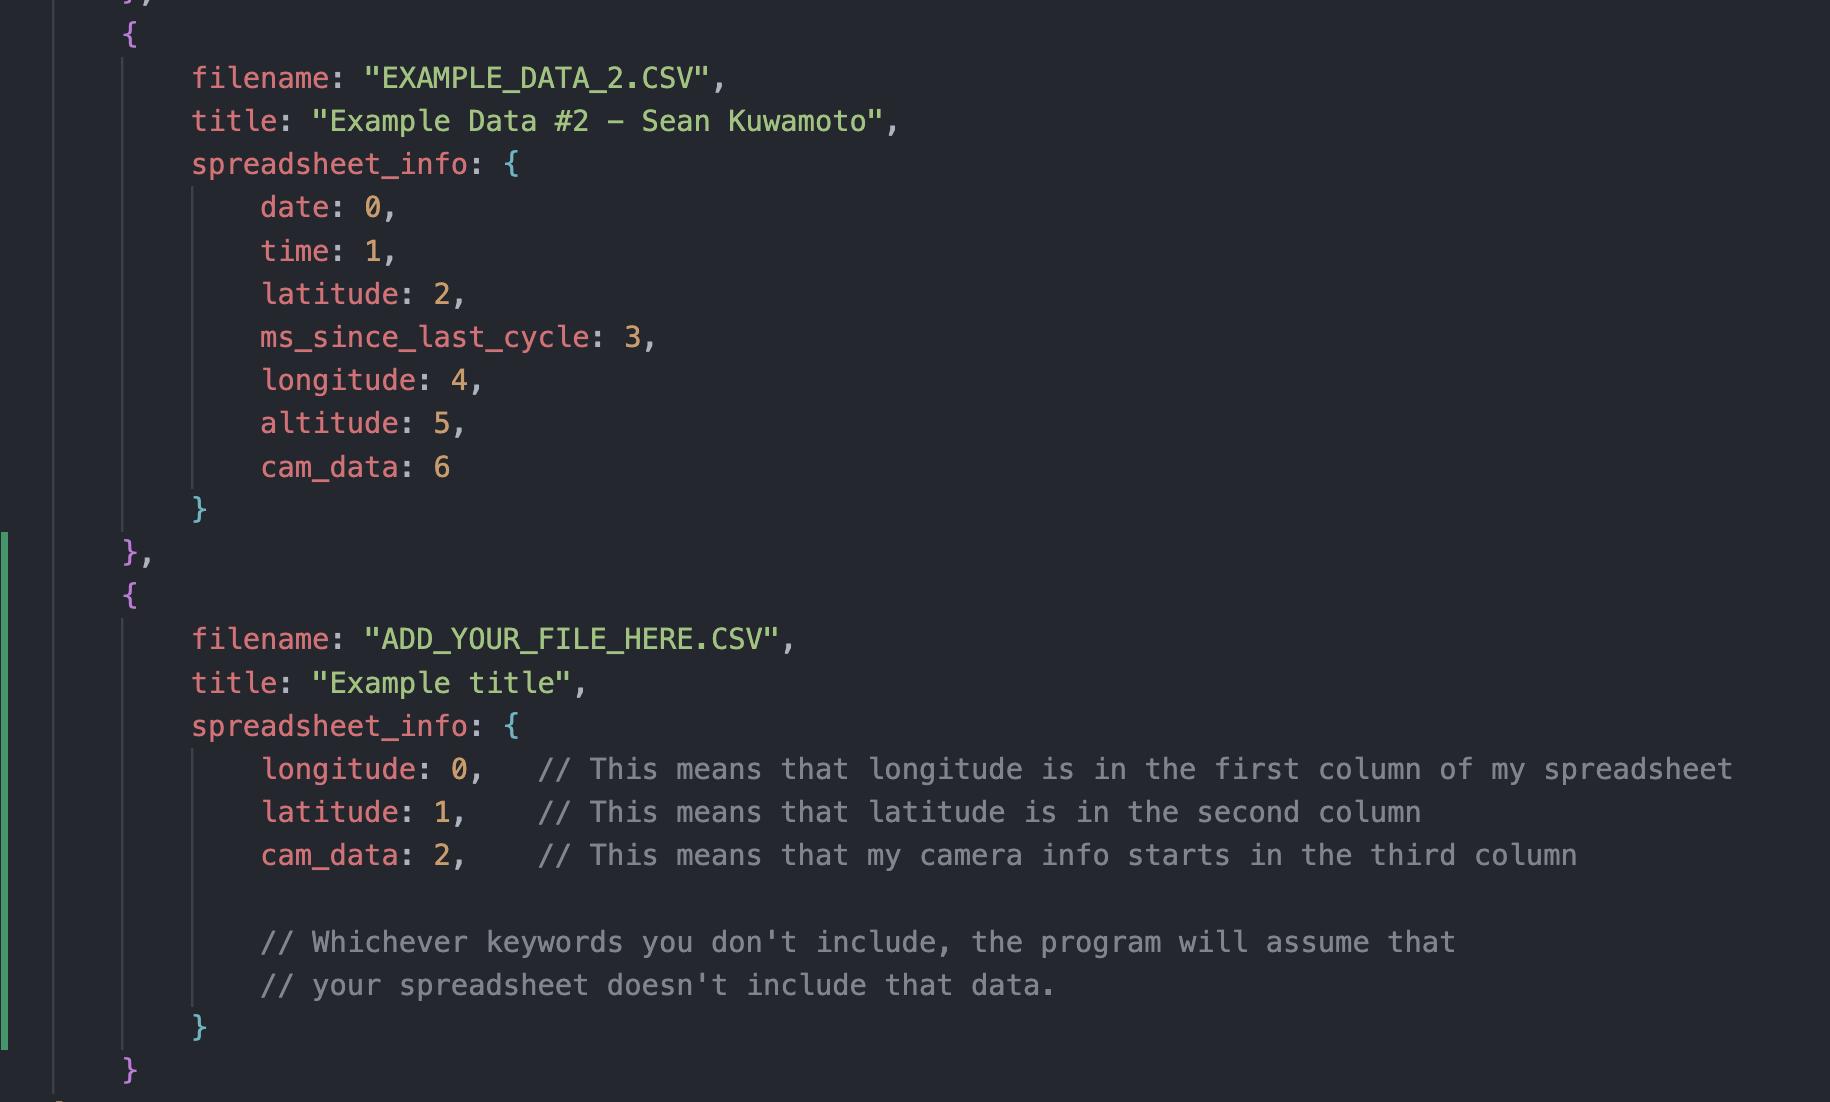 },
{
filename: "EXAMPLE_DATA_2.CSV",
title: "Example Data #2 – Sean Kuwamoto",
spreadsheet_info: {
date: 0,
time: 1,
latitude: 2,
ms_since_last_cycle: 3,
longitude: 4,
altitude: 5,
cam_data: 6
}
},
{
filename: "ADD_YOUR_FILE_HERE.CSV",
title: "Example title",
spreadsheet_info: {
longitude: 0,   // This means that longitude is in the first column of my spreadsheet
latitude: 1,    // This means that latitude is in the second column
cam_data: 2,    // This means that my camera info starts in the third column
// Whichever keywords you don't include, the program will assume that
// your spreadsheet doesn't include that data.
}
}